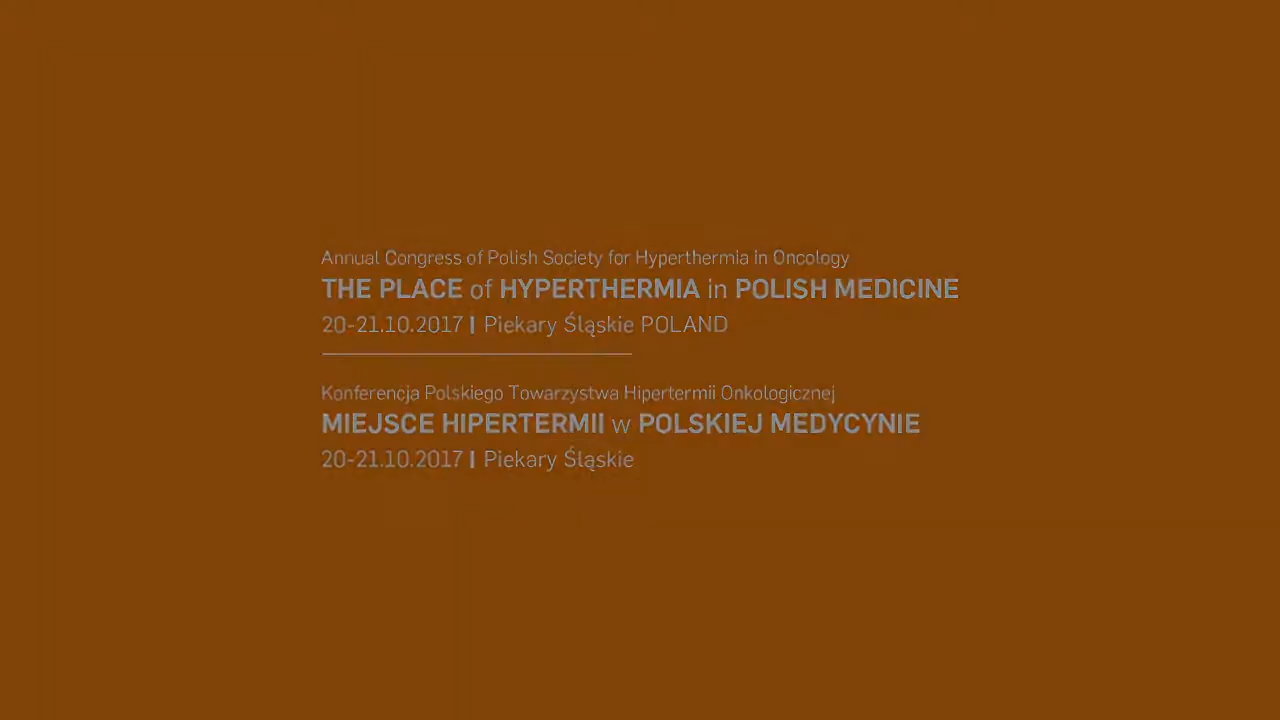 Annual Congress of Polish Society for Hyperthermia in Oncology
THE PLACE of HYPERTHERMIA in POLISH MEDICINE
20-21.10.2017 | Piekary Śląskie POLAND
Konferencja Polskiego Towarzystwa Hipertermii Onkologicznej
MIEJSCE HIPERTERMII w POLSKIEJ MEDYCYNIE
20-21.10.2017 | Piekary Śląskie